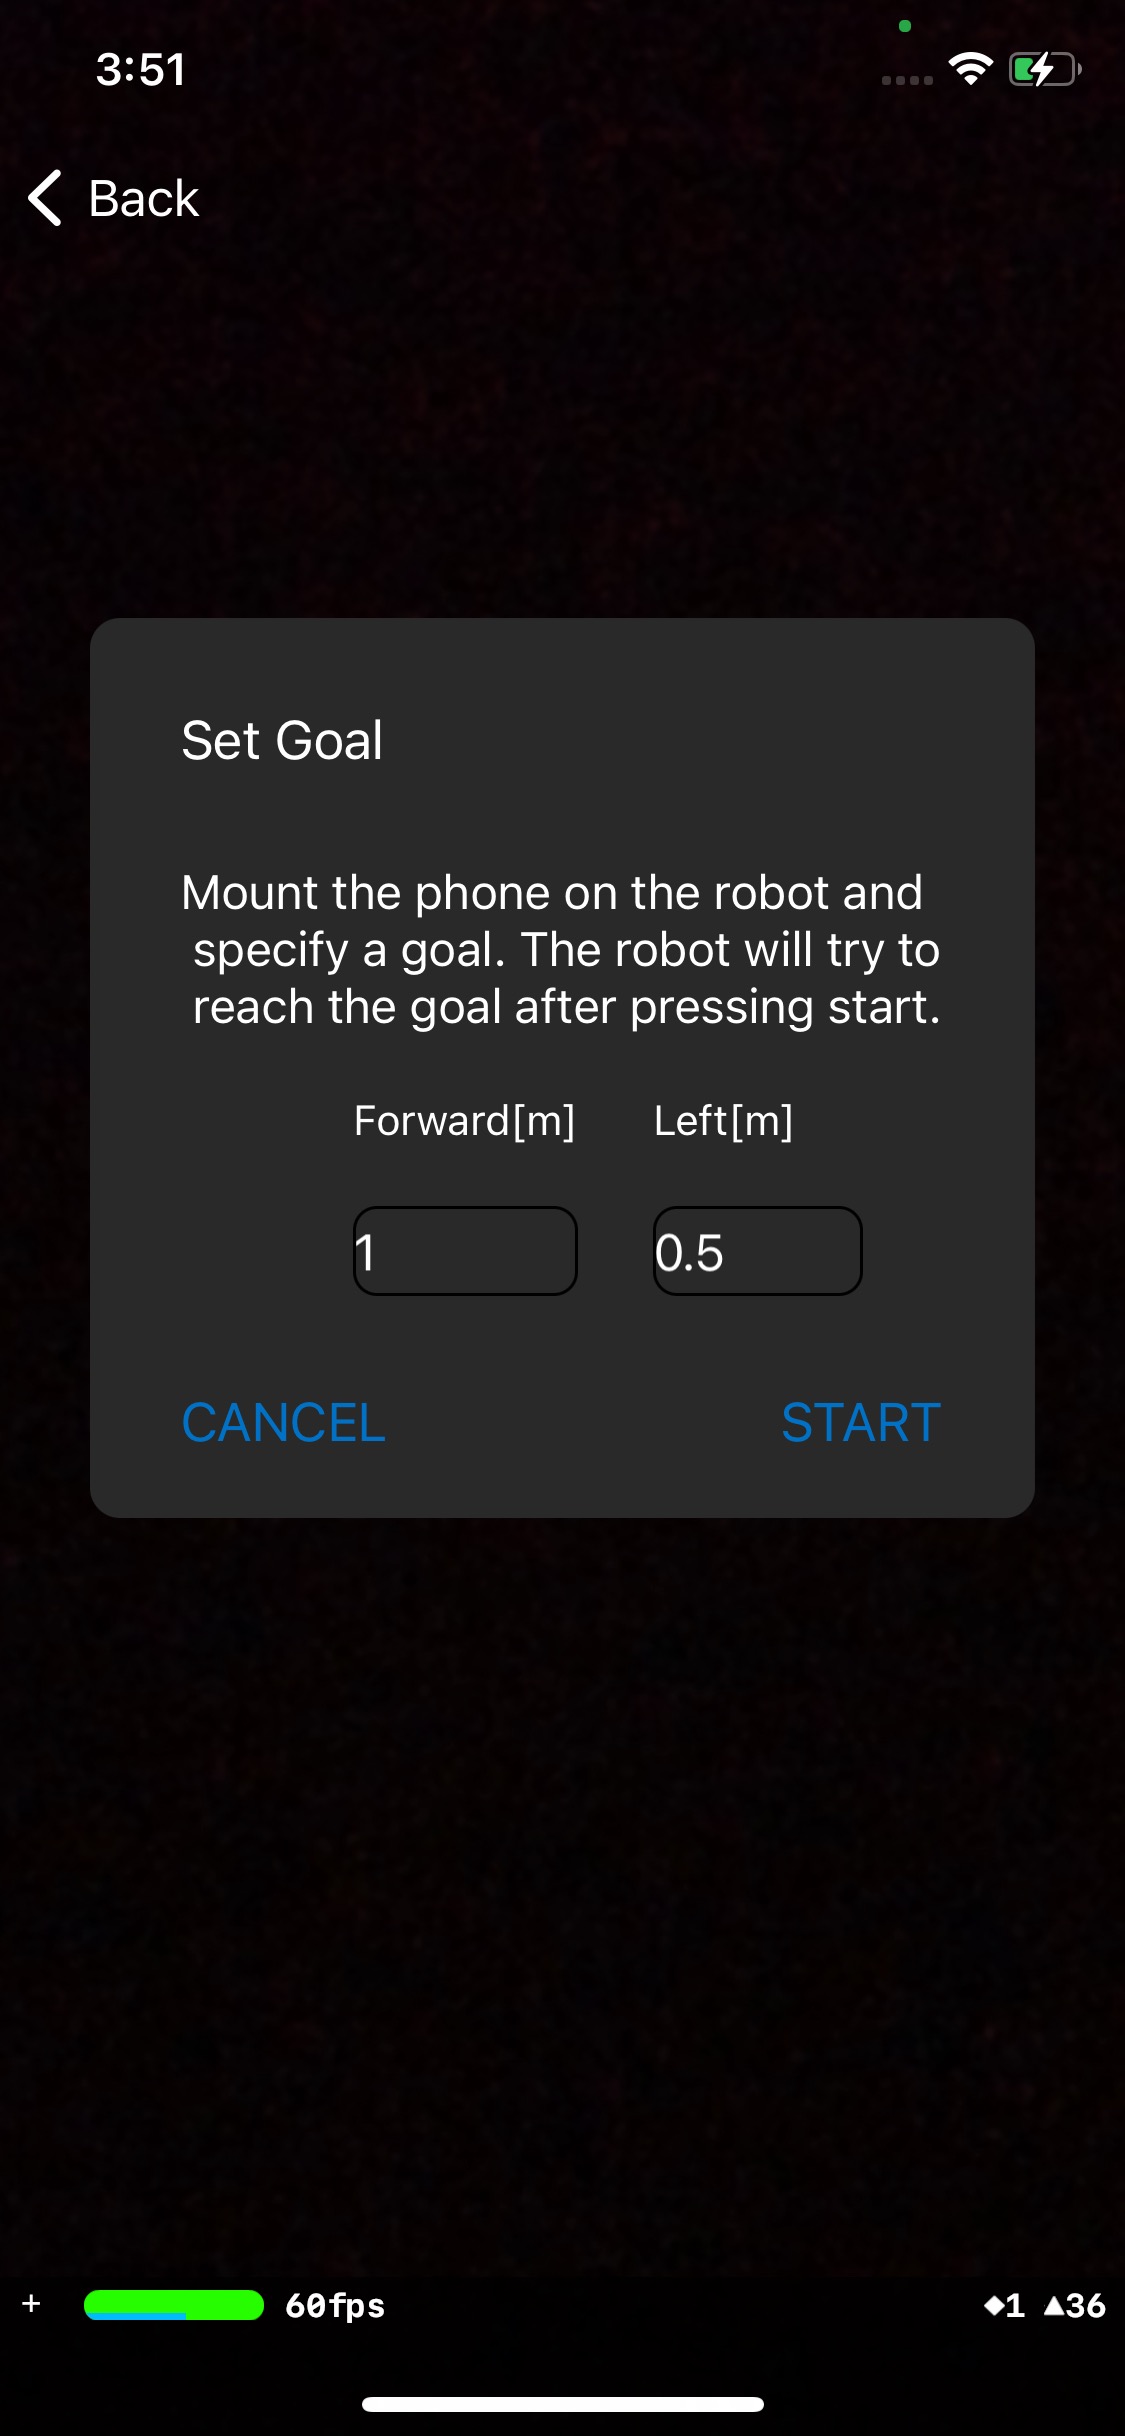 3:51
Back
Set Goal
Mount the phone on the robot and
specify a goal. The robot will try to
reach the goal after pressing start.
Forward[m] Left[m]
1 0.5
CANCEL START
+ 60fps ◆1 ▲36